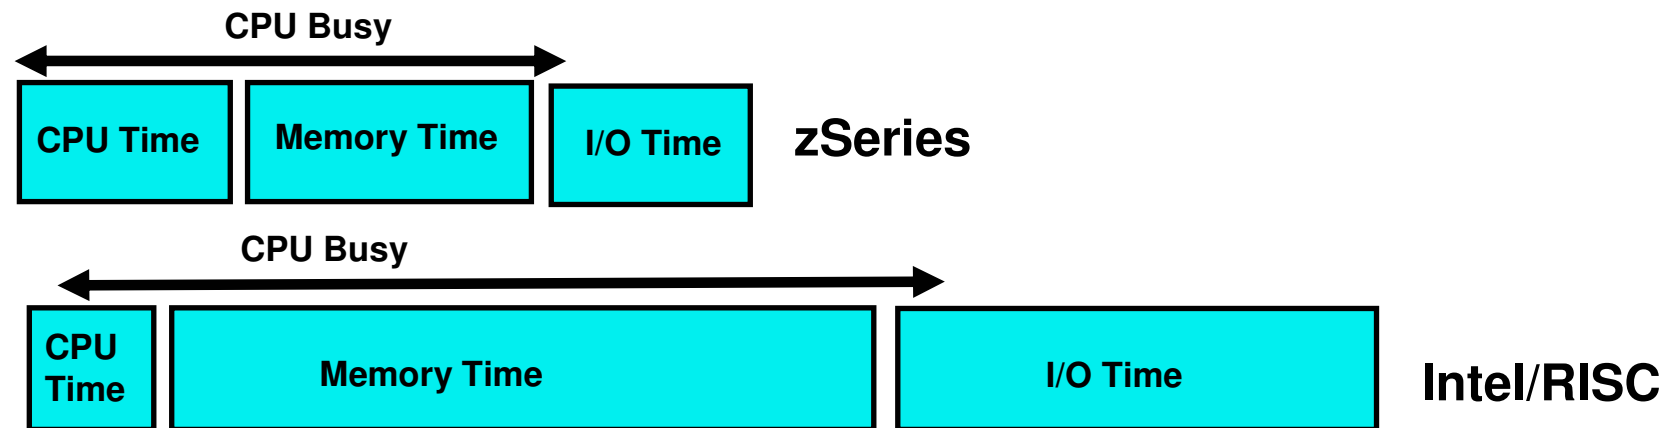 CPU Busy
CPU Time
Memory Time
I/O Time
zSeries
CPU Busy
CPU
Time
Memory Time
I/O Time
Intel/RISC